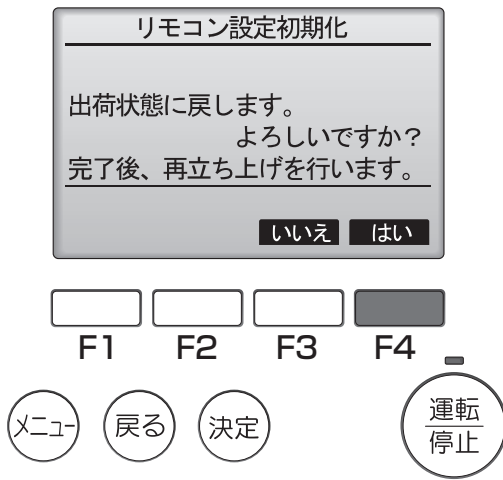 リモコン設定初期化
出荷状態に戻します。
よろしいですか?
完了後、再立ち上げを行います。
いいえ はい
F1 F2 F3 F4
メニュー 戻る 決定 運転
停止